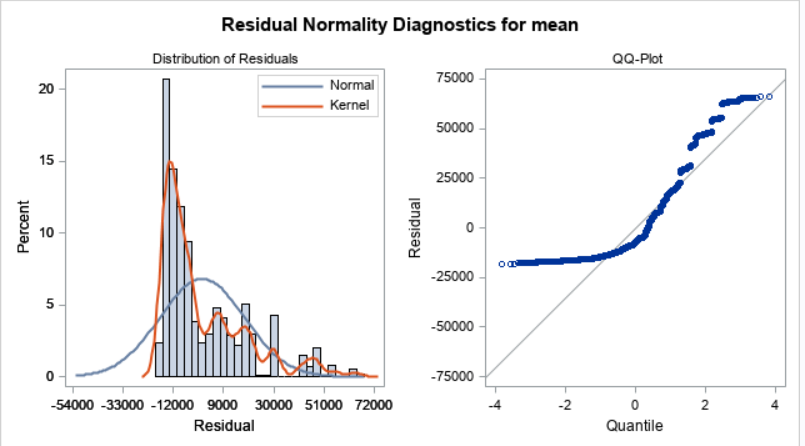 Residual Normality Diagnostics for mean
Distribution of Residuals
Normal
Kernel
20
15
10
5
0
Percent
-54000 -33000 -12000 9000 30000 51000 72000
Residual
QQ-Plot
75000
50000
25000
0
-25000
-50000
-75000
Residual
-4 -2 0 2 4
Quantile